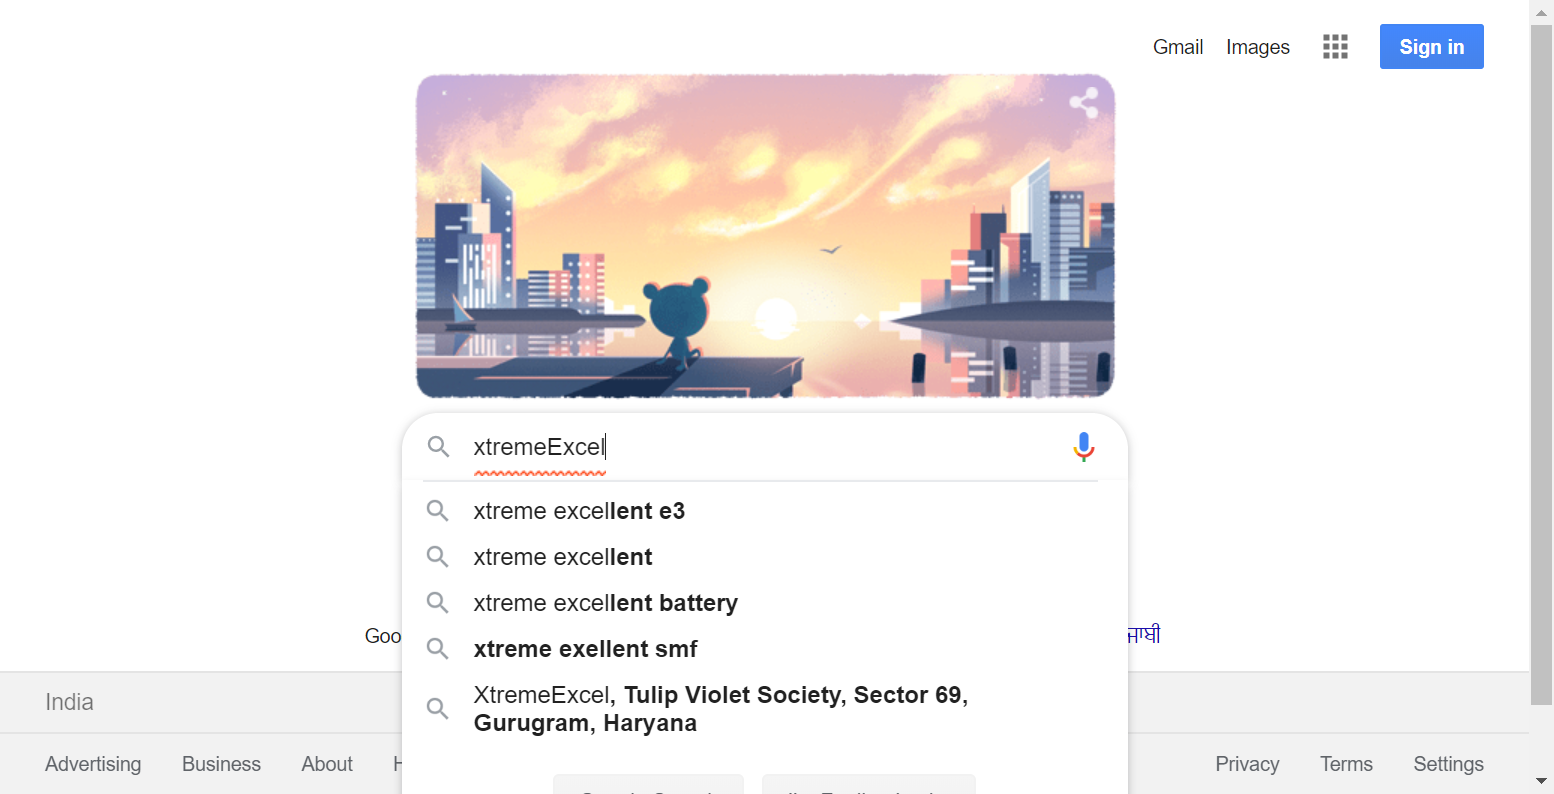 Gmail Images Sign in
xtremeExcel
xtreme excellent e3
xtreme excellent
xtreme excellent battery
xtreme exellent smf
XtremeExcel, Tulip Violet Society, Sector 69,
Gurugram, Haryana
India
Advertising Business About Privacy Terms Settings